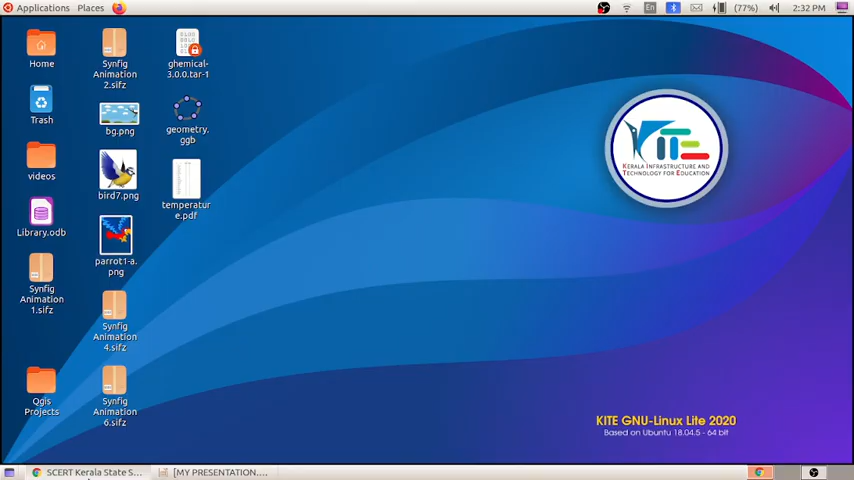 Applications Places
En
(77%)
2:32 PM
Home
Synfig
Animation
2.sifz
ghemical-
3.0.0.tar-1
Trash
bg.png
geometry.
ggb
videos
bird7.png
temperatur
e.pdf
Library.odb
parrot1-a.
png
Synfig
Animation
1.sifz
Synfig
Animation
4.sifz
Qgis
Projects
Synfig
Animation
6.sifz
KERALA INFRASTRUCTURE AND
TECHNOLOGY FOR EDUCATION
KITE GNU-Linux Lite 2020
Based on Ubuntu 18.04.5 - 64 bit
SCERT Kerala State S...
[MY PRESENTATION....